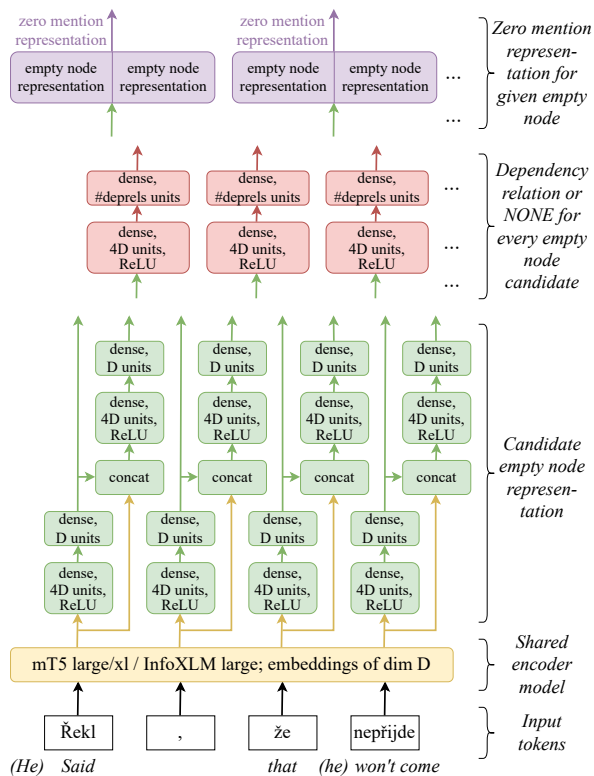 zero mention
representation
zero mention
representation
empty node
representation
empty node
representation
empty node
representation
empty node
representation
...
...
Zero mention
represen-
tation for
given empty
node
dense,
#deprels units
dense,
#deprels units
dense,
#deprels units
...
dense,
4D units,
ReLU
dense,
4D units,
ReLU
dense,
4D units,
ReLU
...
...
Dependency
relation or
NONE for
every empty
node
candidate
dense,
D units
dense,
D units
dense,
D units
dense,
D units
dense,
4D units,
ReLU
dense,
4D units,
ReLU
dense,
4D units,
ReLU
dense,
4D units,
ReLU
concat
concat
concat
concat
dense,
D units
dense,
D units
dense,
D units
dense,
D units
dense,
4D units,
ReLU
dense,
4D units,
ReLU
dense,
4D units,
ReLU
dense,
4D units,
ReLU
Candidate
empty node
represen-
tation
mT5 large/xl / InfoXLM large; embeddings of dim D
Shared
encoder
model
Řekl
,
že
nepřijde
Input
tokens
(He) Said that (he) won't come